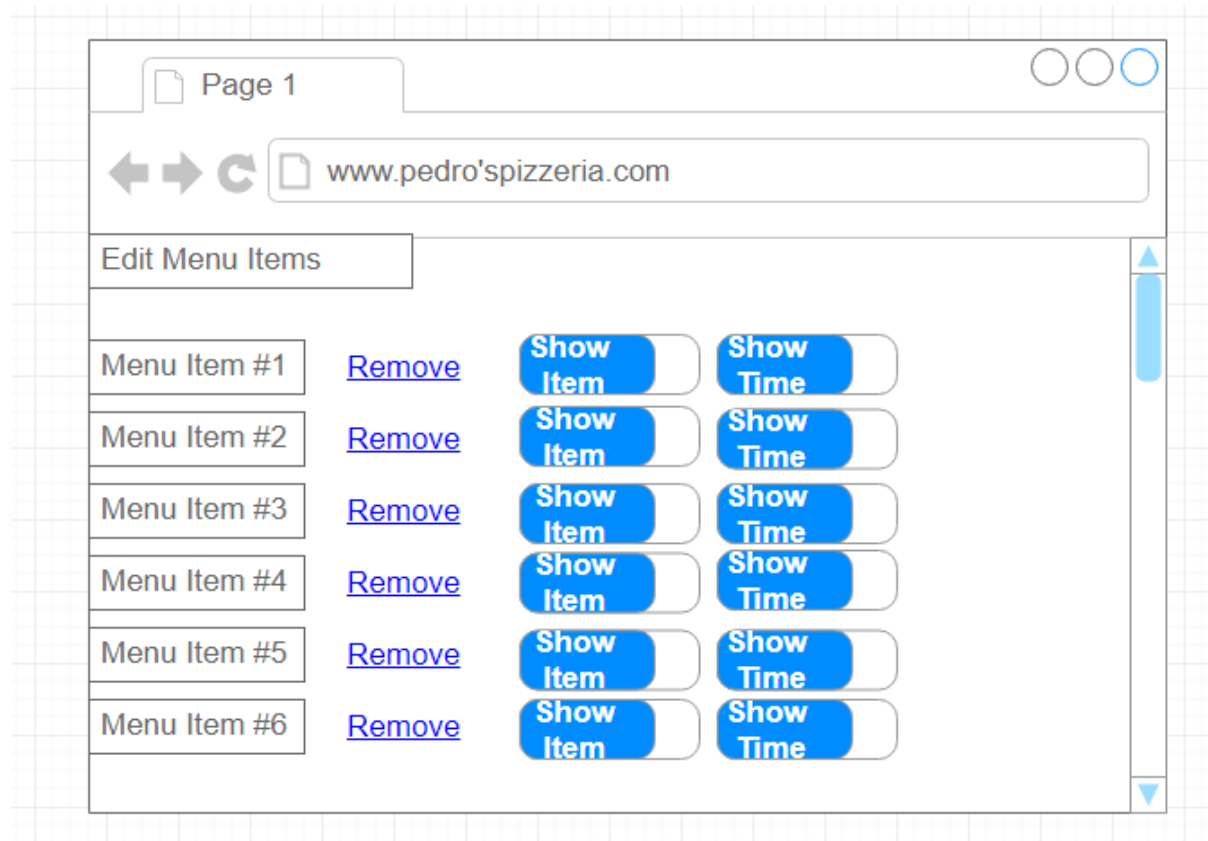 Page 1
www.pedro'spizzeria.com
Edit Menu Items
Menu Item #1 Remove Show Item Show Time
Menu Item #2 Remove Show Item Show Time
Menu Item #3 Remove Show Item Show Time
Menu Item #4 Remove Show Item Show Time
Menu Item #5 Remove Show Item Show Time
Menu Item #6 Remove Show Item Show Time